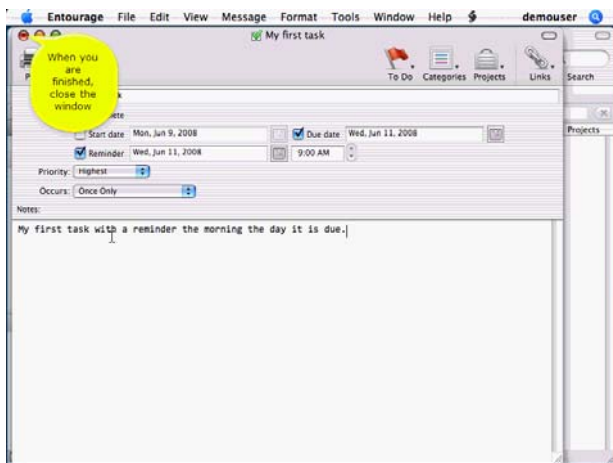 Entourage File Edit View Message Format Tools Window Help demouser
My first task
When you
are
finished,
close the
window
To Do Categories Projects Links Search
Projects
Start date Mon, Jun 9, 2008 Due date Wed, Jun 11, 2008
Reminder Wed, Jun 11, 2008 9:00 AM
Priority: Highest
Occurs: Once Only
Notes:
My first task with a reminder the morning the day it is due.